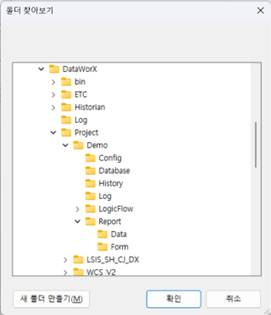 폴더 찾아보기
DataWorX
bin
ETC
Historian
Log
Project
Demo
Config
Database
History
Log
LogicFlow
Report
Data
Form
LSIS_SH_CJ_DX
WCS_V2
새 폴더 만들기(M)
확인
취소